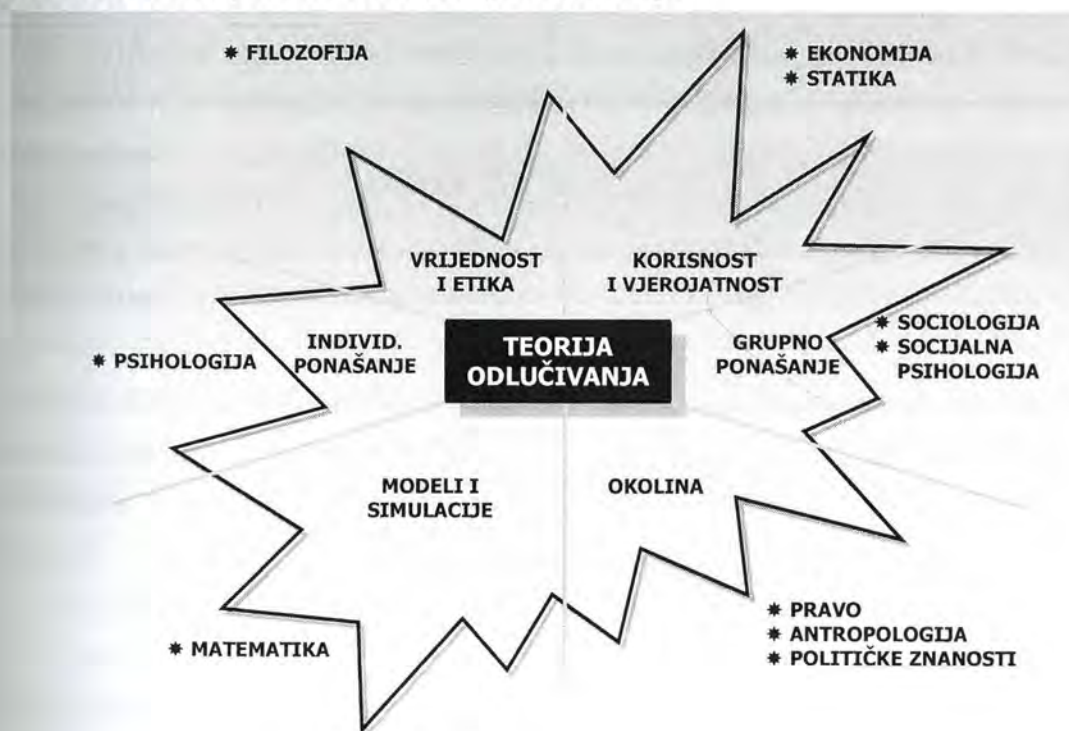 ✷ FILOZOFIJA
✷ EKONOMIJA
✷ STATIKA
VRIJEDNOST
I ETIKA
KORISNOST
I VJEROJATNOST
✷ PSIHOLOGIJA
INDIVID.
PONAŠANJE
TEORIJA
ODLUČIVANJA
GRUPNO
PONAŠANJE
✷ SOCIOLOGIJA
✷ SOCIJALNA
PSIHOLOGIJA
MODELI I
SIMULACIJE
OKOLINA
✷ MATEMATIKA
✷ PRAVO
✷ ANTROPOLOGIJA
✷ POLITIČKE ZNANOSTI